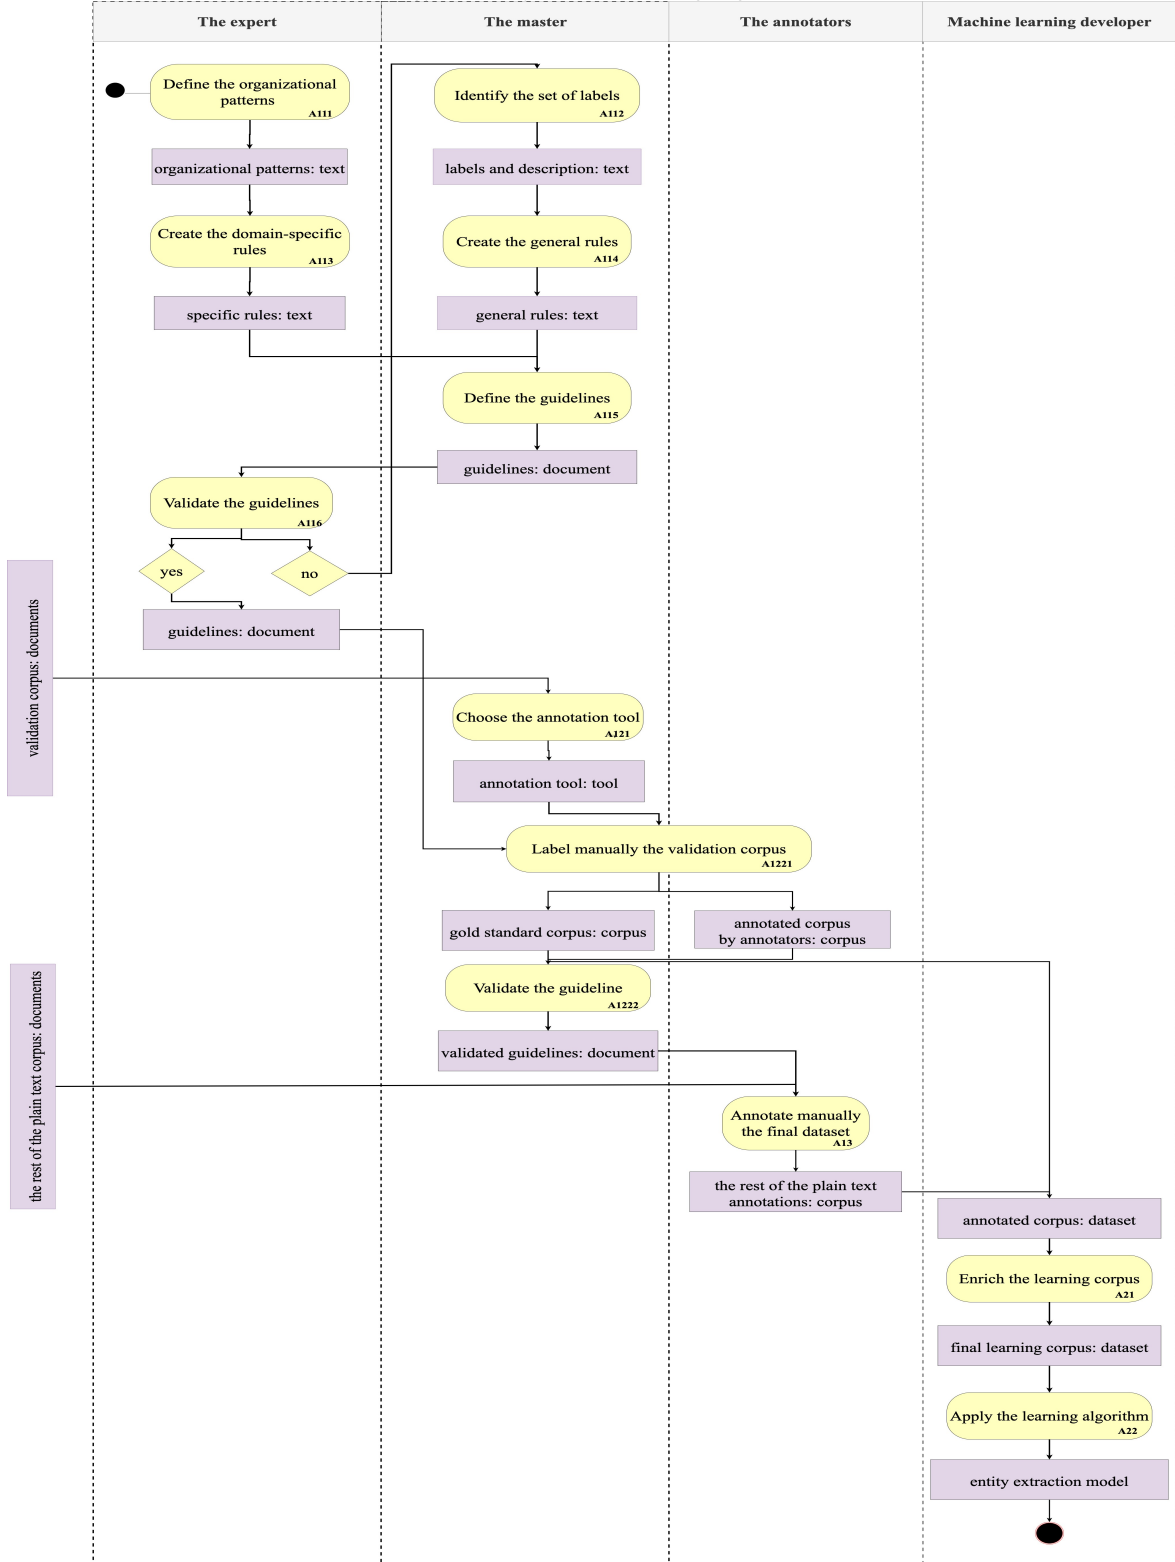 The expert
The master
The annotators
Machine learning developer
Define the organizational
patterns
A111
Identify the set of labels
A112
organizational patterns: text
labels and description: text
Create the domain-specific
rules
A113
Create the general rules
A114
specific rules: text
general rules: text
Define the guidelines
A115
guidelines: document
Validate the guidelines
A116
yes
no
guidelines: document
validation corpus: documents
Choose the annotation tool
A121
annotation tool: tool
Label manually the validation corpus
A1221
gold standard corpus: corpus
annotated corpus
by annotators: corpus
Validate the guideline
A1222
validated guidelines: document
the rest of the plain text corpus: documents
Annotate manually
the final dataset
A13
the rest of the plain text
annotations: corpus
annotated corpus: dataset
Enrich the learning corpus
A21
final learning corpus: dataset
Apply the learning algorithm
A22
entity extraction model